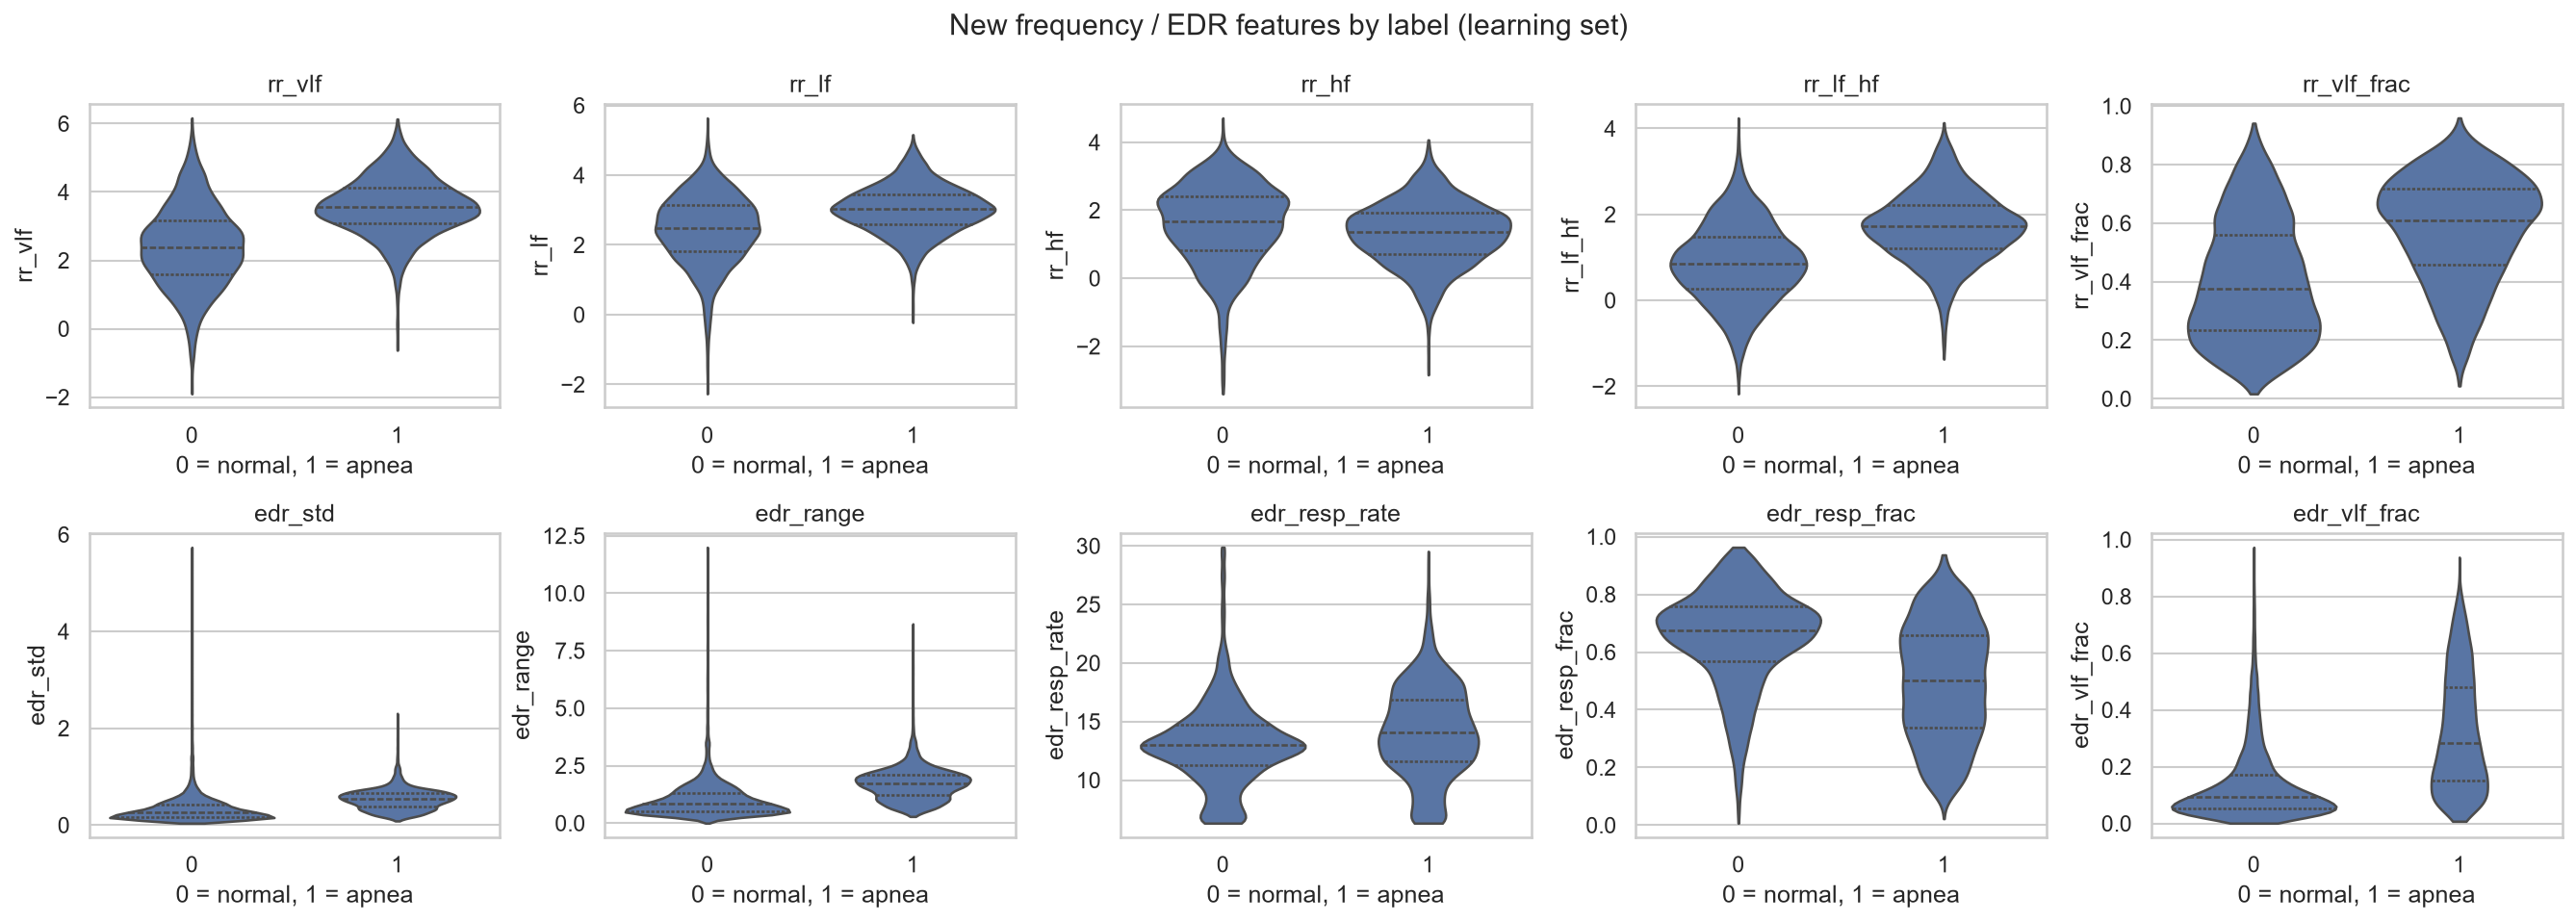 New frequency / EDR features by label (learning set)
rr_vlf
rr_vlf
6
4
2
0
−2
0 1
0 = normal, 1 = apnea
rr_lf
rr_lf
6
4
2
0
−2
0 1
0 = normal, 1 = apnea
rr_hf
rr_hf
4
2
0
−2
0 1
0 = normal, 1 = apnea
rr_lf_hf
rr_lf_hf
4
2
0
−2
0 1
0 = normal, 1 = apnea
rr_vlf_frac
rr_vlf_frac
1.0
0.8
0.6
0.4
0.2
0.0
0 1
0 = normal, 1 = apnea
edr_std
edr_std
6
4
2
0
0 1
0 = normal, 1 = apnea
edr_range
edr_range
12.5
10.0
7.5
5.0
2.5
0.0
0 1
0 = normal, 1 = apnea
edr_resp_rate
edr_resp_rate
30
25
20
15
10
0 1
0 = normal, 1 = apnea
edr_resp_frac
edr_resp_frac
1.0
0.8
0.6
0.4
0.2
0.0
0 1
0 = normal, 1 = apnea
edr_vlf_frac
edr_vlf_frac
1.0
0.8
0.6
0.4
0.2
0.0
0 1
0 = normal, 1 = apnea